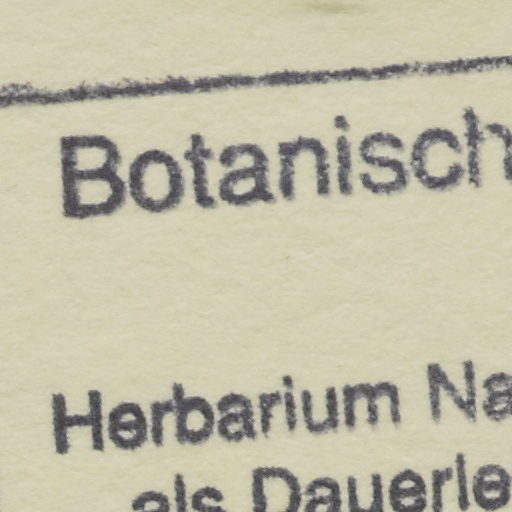 Botanisch
Herbarium Na
als Dauerle